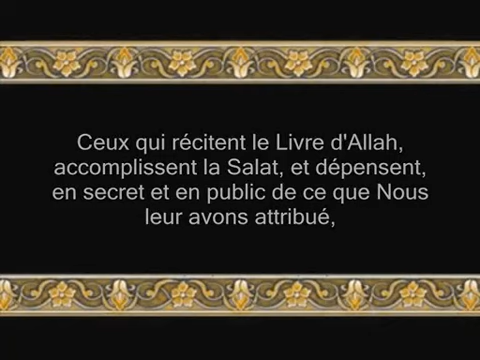 Ceux qui récitent le Livre d'Allah,
accomplissent la Salat, et dépensent,
en secret et en public de ce que Nous
leur avons attribué,